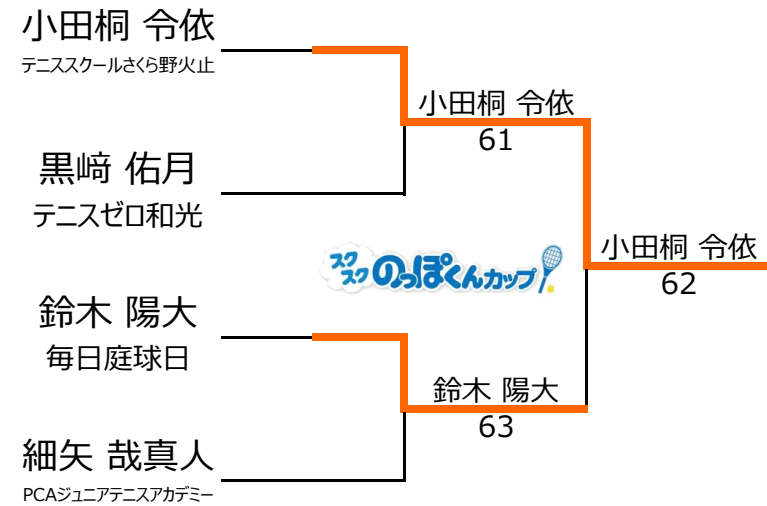 小田桐 令依
テニススクールさくら野火止
小田桐 令依
61
黒﨑 佑月
テニスゼロ和光
スクスク のっぽくんカップ
小田桐 令依
62
鈴木 陽大
毎日庭球日
鈴木 陽大
63
細矢 哉真人
PCAジュニアテニスアカデミー